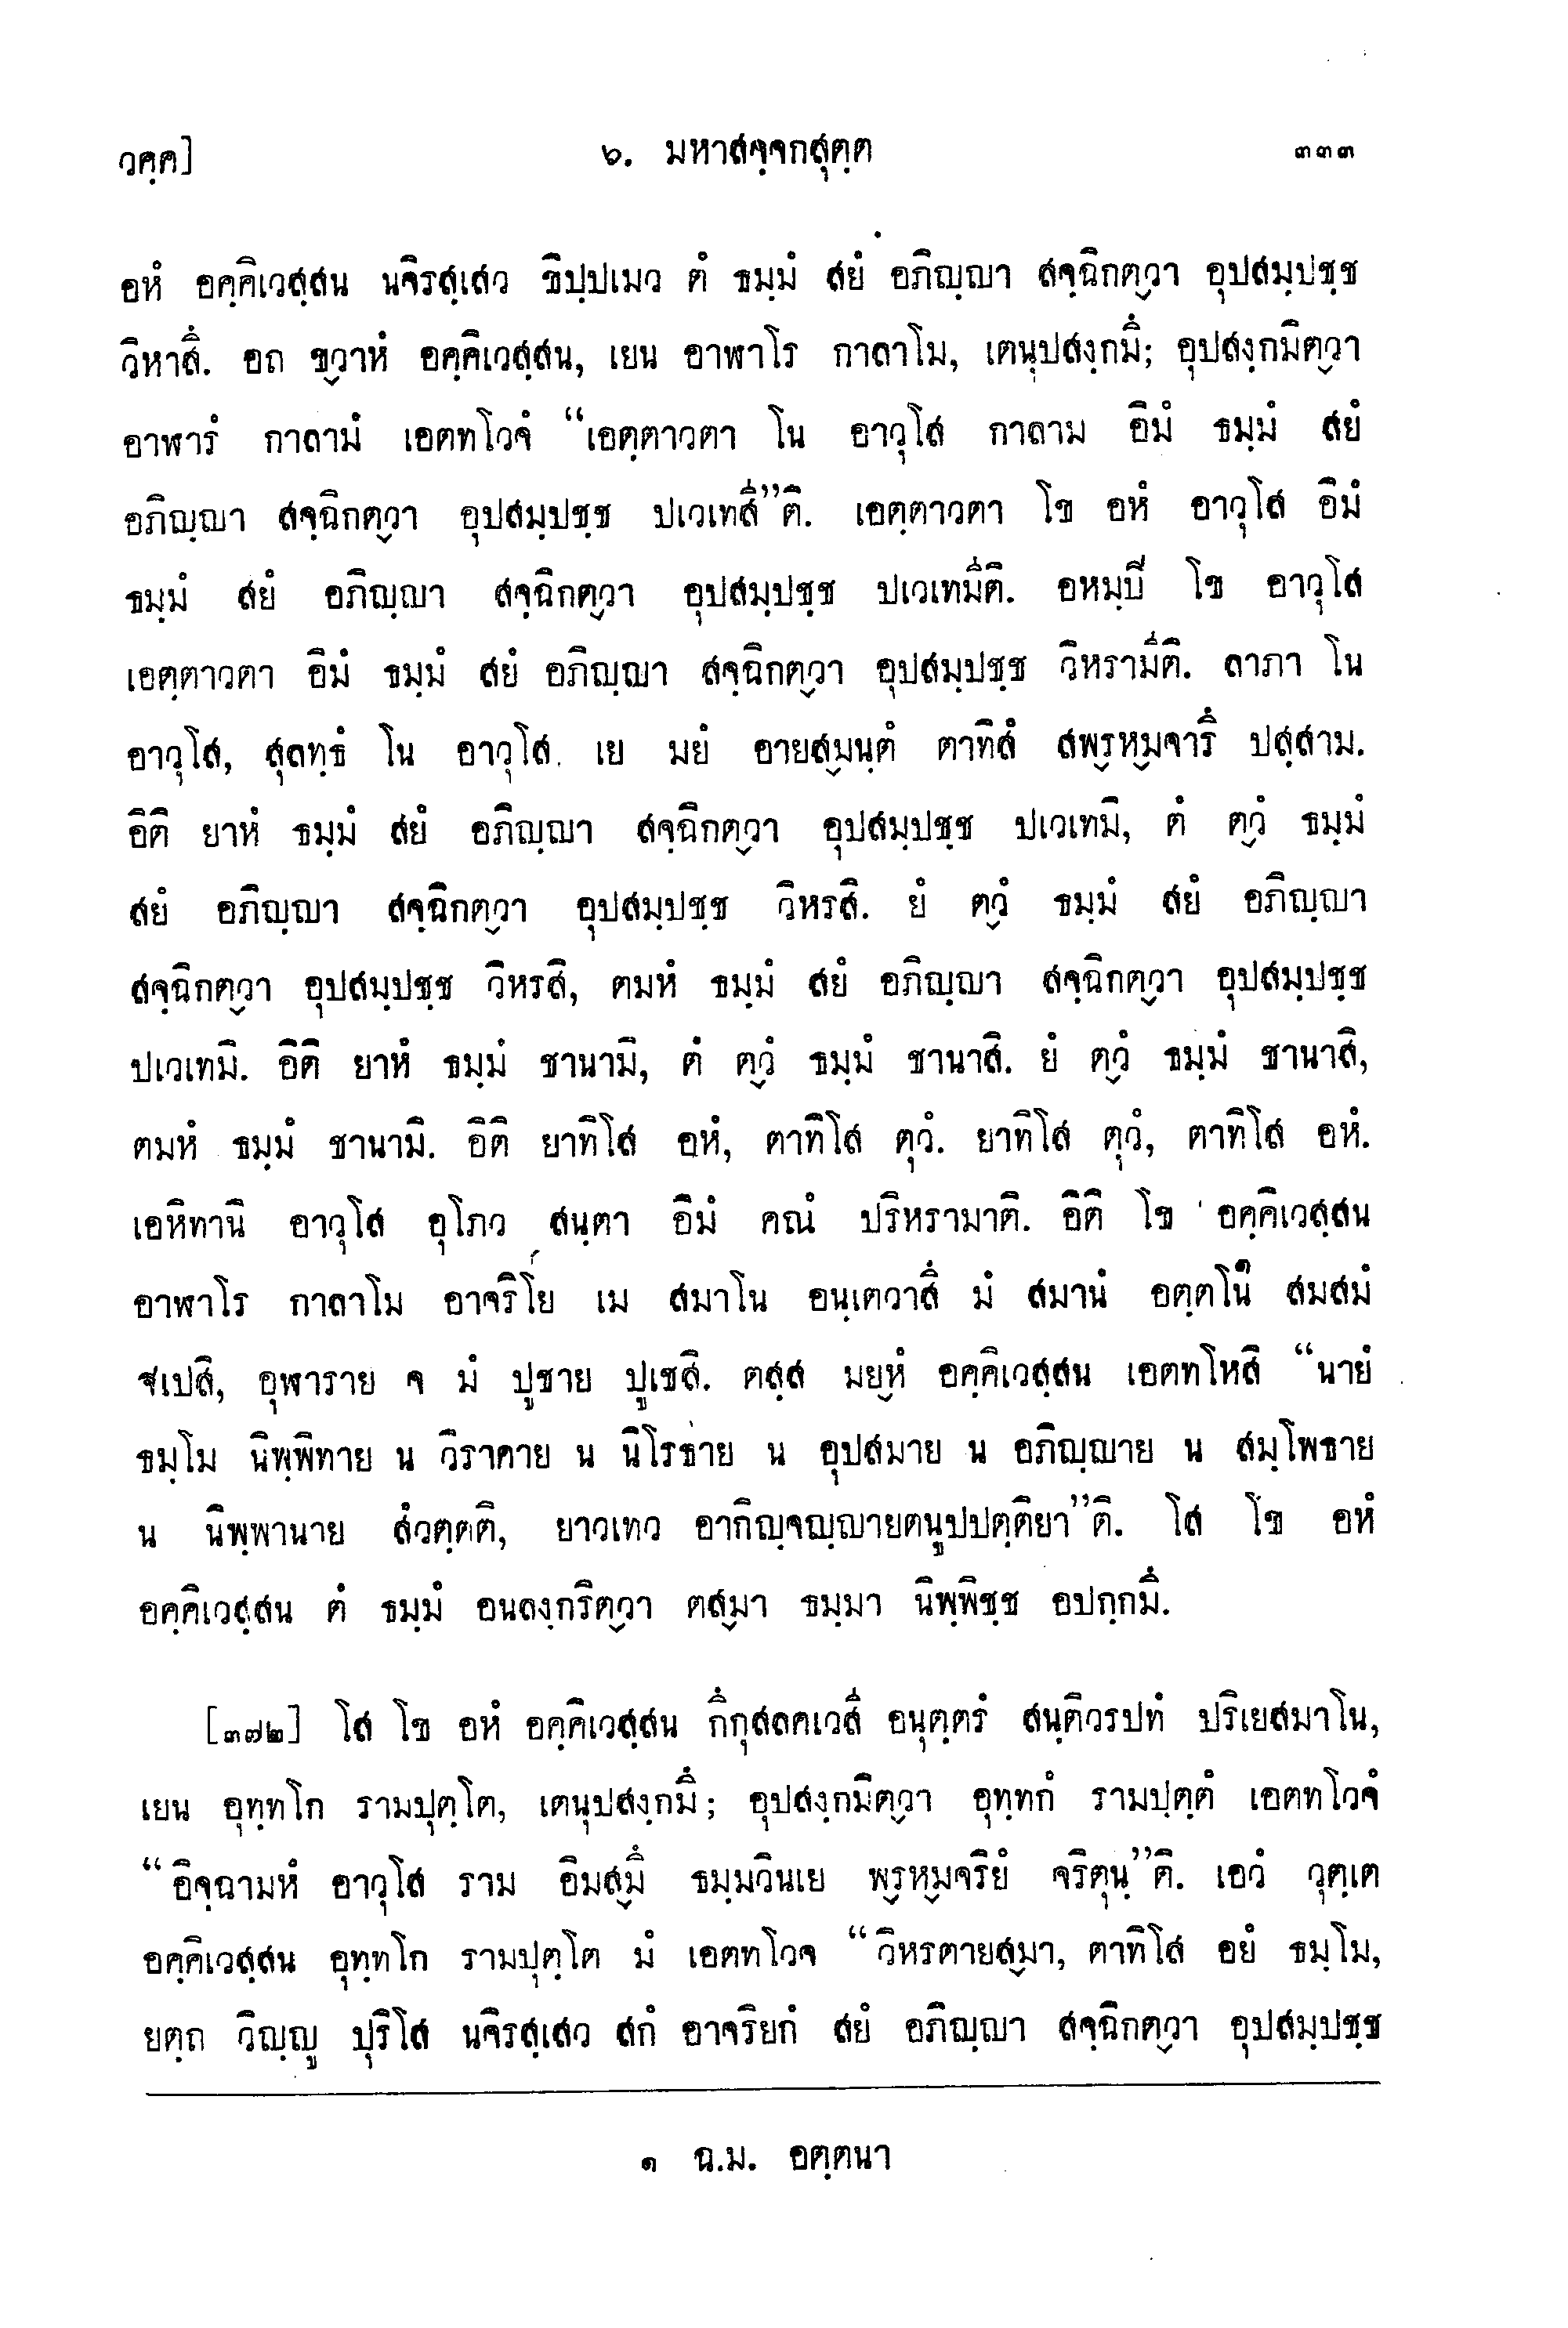 วคฺค]
๖. มหาสจฺจกสุตฺต
๓๓๓
อหํ อคฺคิเวสฺสน นจิรสฺเสว ขิปฺปเมว ตํ ธมฺมํ สยํ อภิญฺญา สจฺฉิกตฺวา อุปสมฺปชฺช
วิหาสึ. อถ ขฺวาหํ อคฺคิเวสฺสน, เยน อาฬาโร กาลาโม, เตนุปสงฺกมึ; อุปสงฺกมิตฺวา
อาฬารํ กาลามํ เอตทโวจํ “เอตฺตาวตา โน อาวุโส กาลาม อิมํ ธมฺมํ สยํ
อภิญฺญา สจฺฉิกตฺวา อุปสมฺปชฺช ปเวเทสี่”ติ. เอตฺตาวตา โข อหํ อาวุโส อิมํ
ธมฺมํ สยํ อภิญฺญา สจฺฉิกตฺวา อุปสมฺปชฺช ปเวเทมี่ติ. อหมฺปี โข อาวุโส
เอตฺตาวตา อิมํ ธมฺมํ สยํ อภิญฺญา สจฺฉิกตฺวา อุปสมฺปชฺช วิหรามี่ติ. ลาภา โน
อาวุโส, สุลทฺธํ โน อาวุโส. เย มยํ อายสฺมนฺตํ ตาทิสํ สพฺรหฺมจารึ ปสฺสาม.
อิติ ยาหํ ธมฺมํ สยํ อภิญฺญา สจฺฉิกตฺวา อุปสมฺปชฺช ปเวเทมิ, ตํ ตฺวํ ธมฺมํ
สยํ อภิญฺญา สจฺฉิกตฺวา อุปสมฺปชฺช วิหรสิ. ยํ ตฺวํ ธมฺมํ สยํ อภิญฺญา
สจฺฉิกตฺวา อุปสมฺปชฺช วิหรสิ, ตมหํ ธมฺมํ สยํ อภิญฺญา สจฺฉิกตฺวา อุปสมฺปชฺช
ปเวเทมิ. อิติ ยาหํ ธมฺมํ ชานามิ, ตํ ตฺวํ ธมฺมํ ชานาสิ. ยํ ตฺวํ ธมฺมํ ชานาสิ,
ตมหํ ธมฺมํ ชานามิ. อิติ ยาทิโส อหํ, ตาทิโส ตุวํ. ยาทิโส ตุวํ, ตาทิโส อหํ.
เอหิทานิ อาวุโส อุโภว สนฺตา อิมํ คณํ ปริหรามาติ. อิติ โข อคฺคิเวสฺสน
อาฬาโร กาลาโม อาจริโย เม สมาโน อนฺเตวาสึ มํ สมานํ อตฺตโน๑ สมสมํ
ฐเปสิ, อุฬาราย จ มํ ปูชาย ปูเชสิ. ตสฺส มยฺหํ อคฺคิเวสฺสน เอตทโหสิ “นายํ
ธมฺโม นิพฺพิทาย น วิราคาย น นิโรธาย น อุปสมาย น อภิญฺญาย น สมฺโพธาย
น นิพฺพานาย สํวตฺตติ, ยาวเทว อากิญฺจญฺญายตนูปปตฺติยา”ติ. โส โข อหํ
อคฺคิเวสฺสน ตํ ธมฺมํ อนลงฺกริตฺวา ตสฺมา ธมฺมา นิพฺพิชฺช อปกฺกมึ.
[๓๗๒] โส โข อหํ อคฺคิเวสฺสน กึกุสลคเวสี อนุตฺตรํ สนฺติวรปทํ ปริเยสมาโน,
เยน อุทฺทโก รามปุตฺโต, เตนุปสงฺกมึ; อุปสงฺกมิตฺวา อุทฺทกํ รามปุตฺตํ เอตทโวจํ
“อิจฺฉามหํ อาวุโส ราม อิมสฺมึ ธมฺมวินเย พฺรหฺมจริยํ จริตุนฺ”ติ. เอวํ วุตฺเต
อคฺคิเวสฺสน อุทฺทโก รามปุตฺโต มํ เอตทโวจ “วิหรตายสฺมา, ตาทิโส อยํ ธมฺโม,
ยตฺถ วิญฺญู ปุริโส นจิรสฺเสว สกํ อาจริยกํ สยํ อภิญฺญา สจฺฉิกตฺวา อุปสมฺปชฺช
๑ ฉ.ม. อตฺตนา